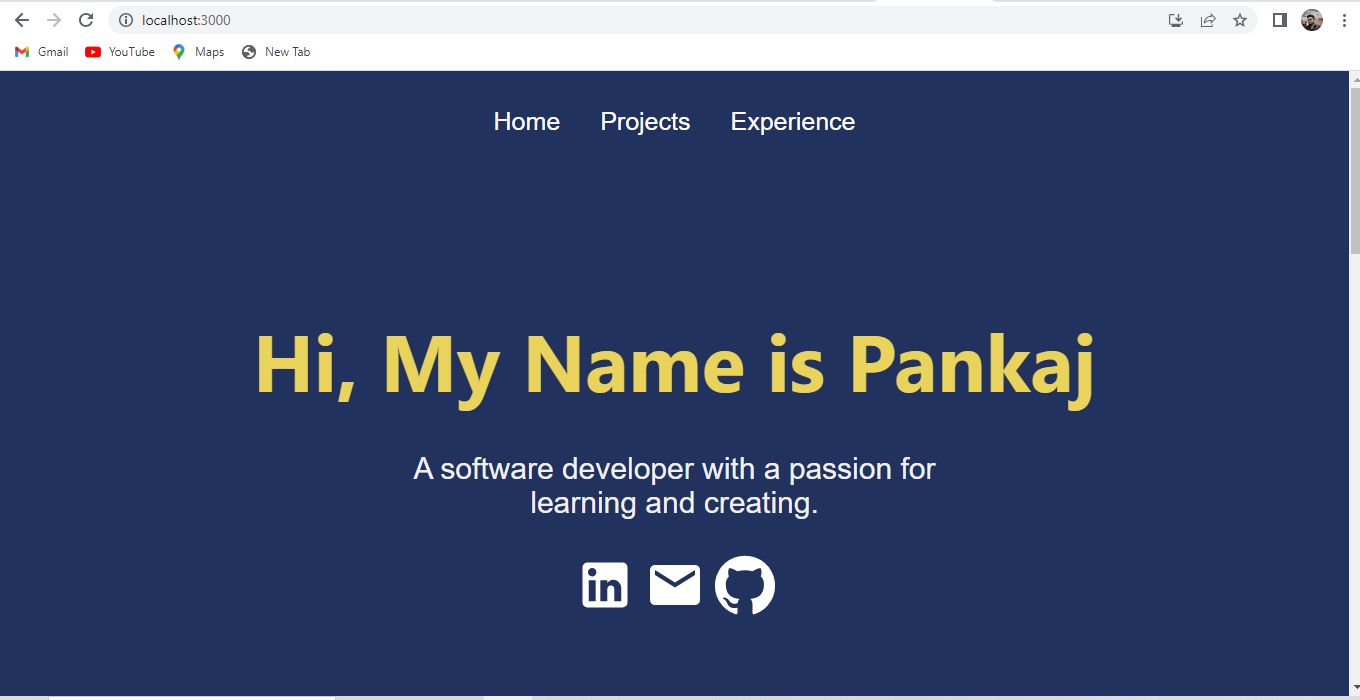 localhost:3000
Gmail YouTube Maps New Tab
Home Projects Experience
Hi, My Name is Pankaj
A software developer with a passion for
learning and creating.
in